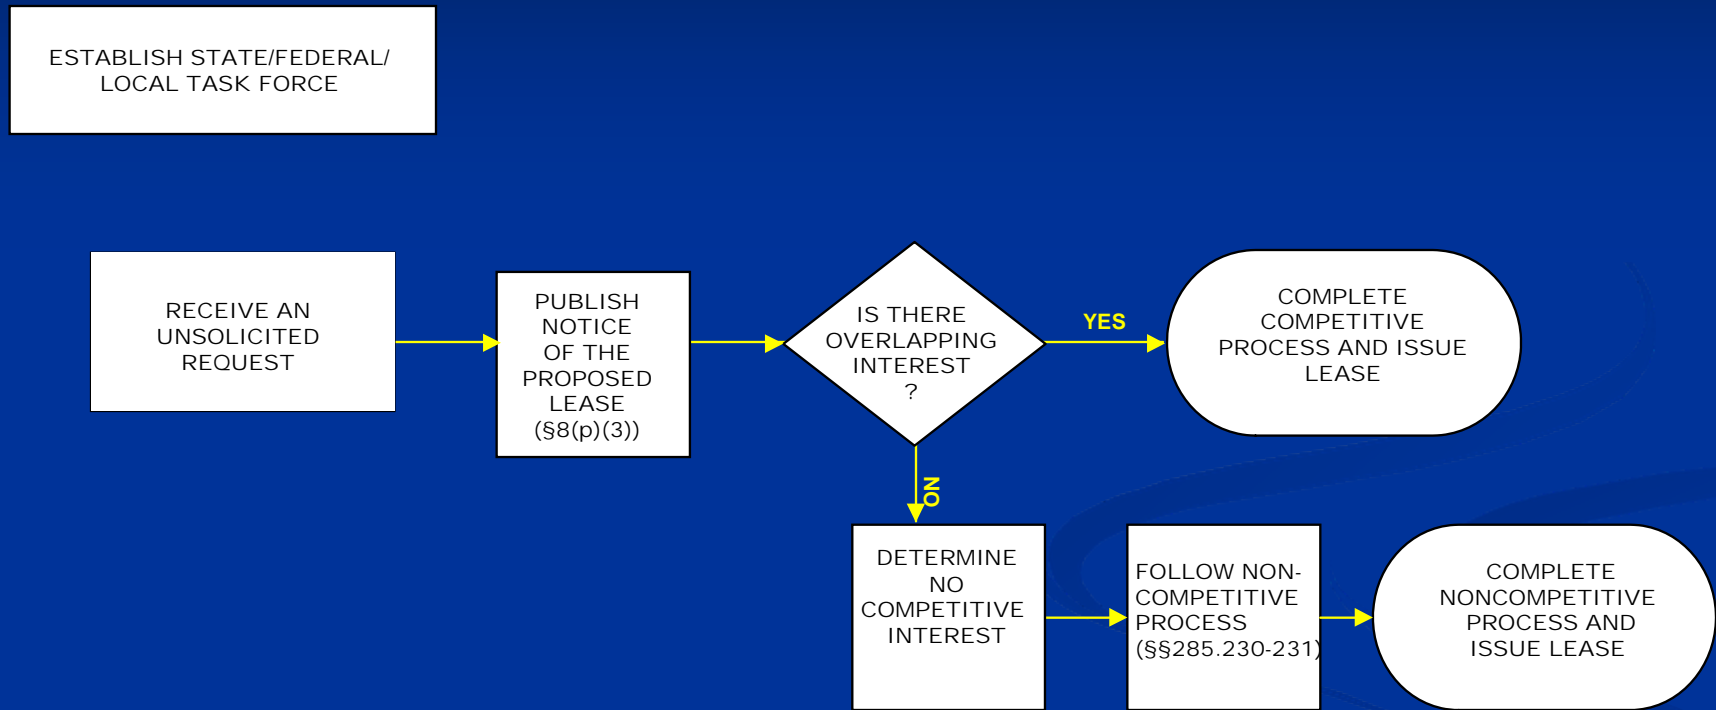 ESTABLISH STATE/FEDERAL/
LOCAL TASK FORCE
RECEIVE AN
UNSOLICITED
REQUEST
PUBLISH
NOTICE
OF THE
PROPOSED
LEASE
(§8(p)(3))
IS THERE
OVERLAPPING
INTEREST
?
YES
COMPLETE
COMPETITIVE
PROCESS AND ISSUE
LEASE
NO
DETERMINE
NO
COMPETITIVE
INTEREST
FOLLOW NON-
COMPETITIVE
PROCESS
(§§285.230-231)
COMPLETE
NONCOMPETITIVE
PROCESS AND
ISSUE LEASE